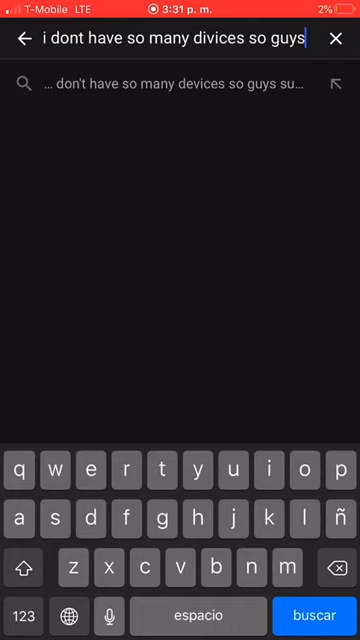 T-Mobile LTE 3:31 p. m. 2%
i dont have so many divices so guys
... don't have so many devices so guys su...
q w e r t y u i o p
a s d f g h j k l ñ
z x c v b n m
123 espacio buscar